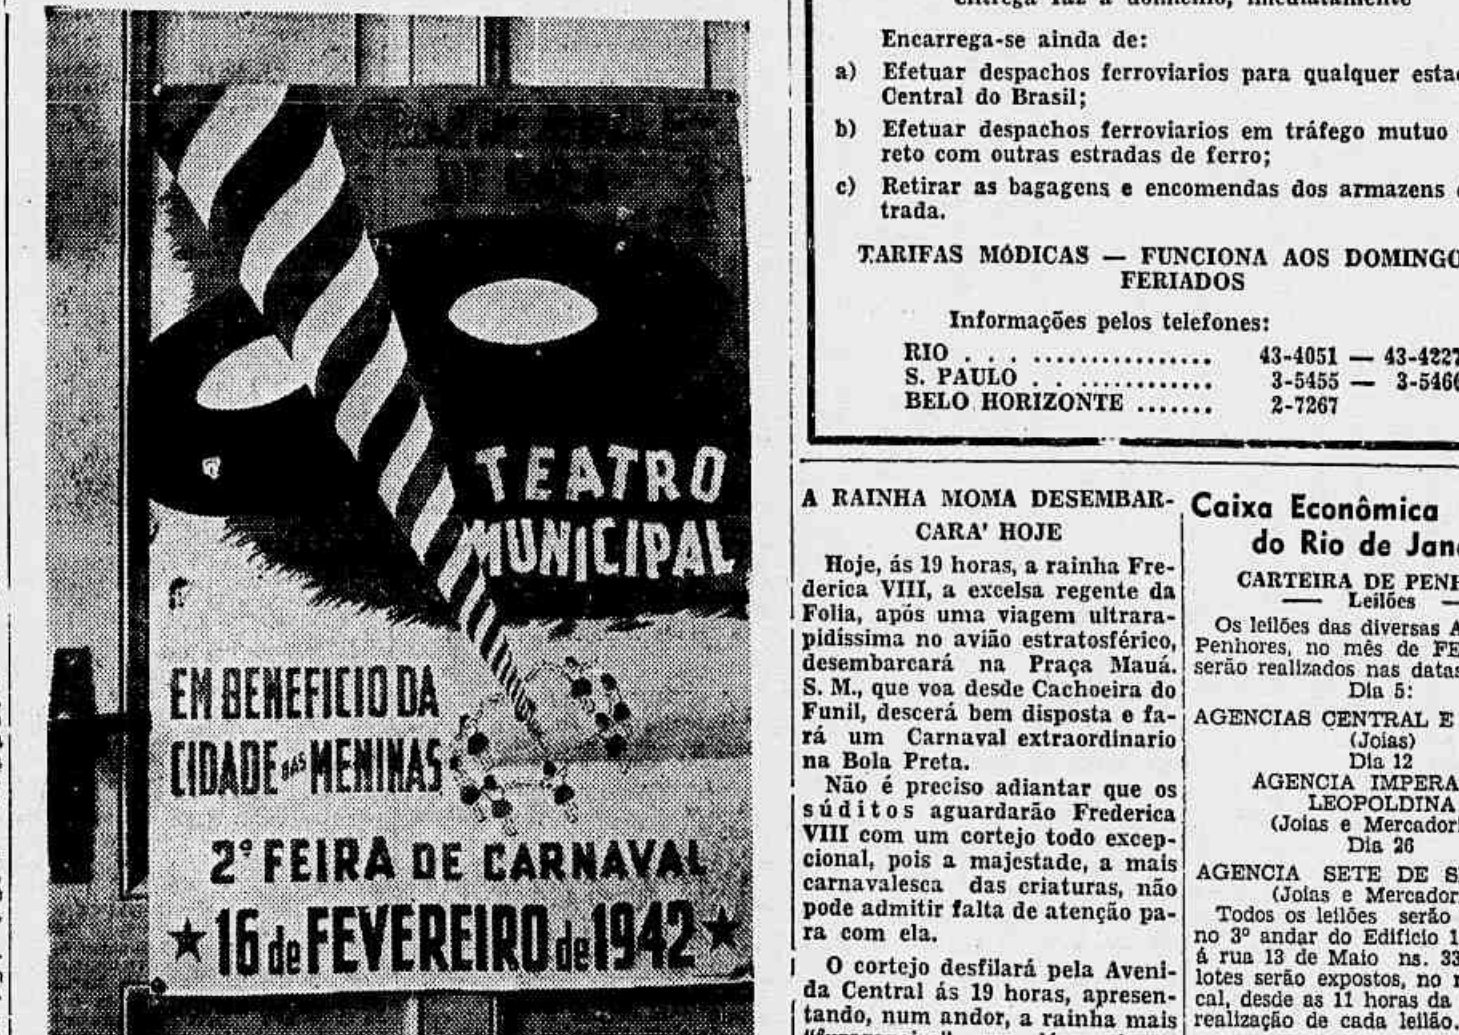 DE GALA
TEATRO
MUNICIPAL
EM BENEFICIO DA
CIDADE DAS MENINAS
2ª FEIRA DE CARNAVAL
16 de FEVEREIRO de 1942
Encarrega-se ainda de:
a) Efetuar despachos ferroviarios para qualquer esta
Central do Brasil;
b) Efetuar despachos ferroviarios em tráfego mutuo
reto com outras estradas de ferro;
c) Retirar as bagagens e encomendas dos armazens
trada.
TARIFAS MÓDICAS — FUNCIONA AOS DOMINGO
FERIADOS
Informações pelos telefones:
RIO . . . ................ 43-4051 — 43-4227
S. PAULO . . ............ 3-5455 — 3-5466
BELO HORIZONTE ....... 2-7267
A RAINHA MOMA DESEMBAR-
CARA' HOJE
Hoje, ás 19 horas, a rainha Fre-
derica VIII, a excelsa regente da
Folia, após uma viagem ultrara-
pidissima no avião estratosférico,
desembarcará na Praça Mauá.
S. M., que voa desde Cachoeira do
Funil, descerá bem disposta e fa-
rá um Carnaval extraordinario
na Bola Preta.
Não é preciso adiantar que os
súditos aguardarão Frederica
VIII com um cortejo todo excep-
cional, pois a majestade, a mais
carnavalesca das criaturas, não
pode admitir falta de atenção pa-
ra com ela.
O cortejo desfilará pela Aveni-
da Central ás 19 horas, apresen-
tando, num andor, a rainha mais
Caixa Econômica
do Rio de Jan
CARTEIRA DE PENH
— Leilões —
Os leilões das diversas A
Penhores, no mês de FE
serão realizados nas datas
Dia 5:
AGENCIAS CENTRAL E
(Joias)
Dia 12
AGENCIA IMPERA
LEOPOLDINA
(Joias e Mercador
Dia 26
AGENCIA SETE DE S
(Joias e Mercador
Todos os leilões serão
no 3º andar do Edificio 1
á rua 13 de Maio ns. 33
lotes serão expostos, no
cal, desde as 11 horas da
realização de cada leilão.